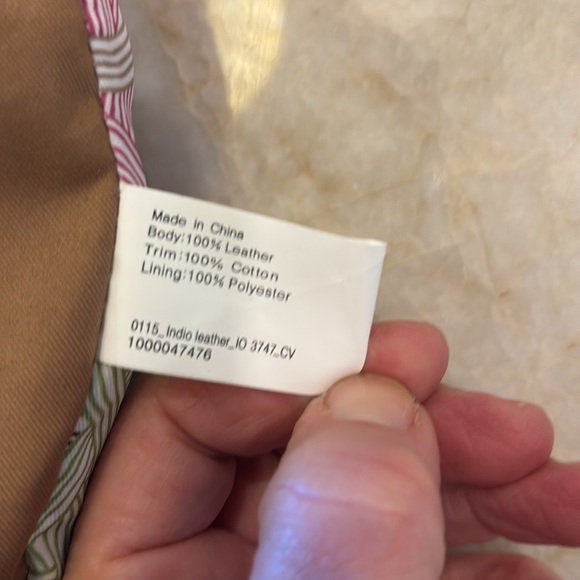 Made in China
Body:100% Leather
Trim:100% Cotton
Lining:100% Polyester
0115_Indio leather_IO 3747_CV
1000047476